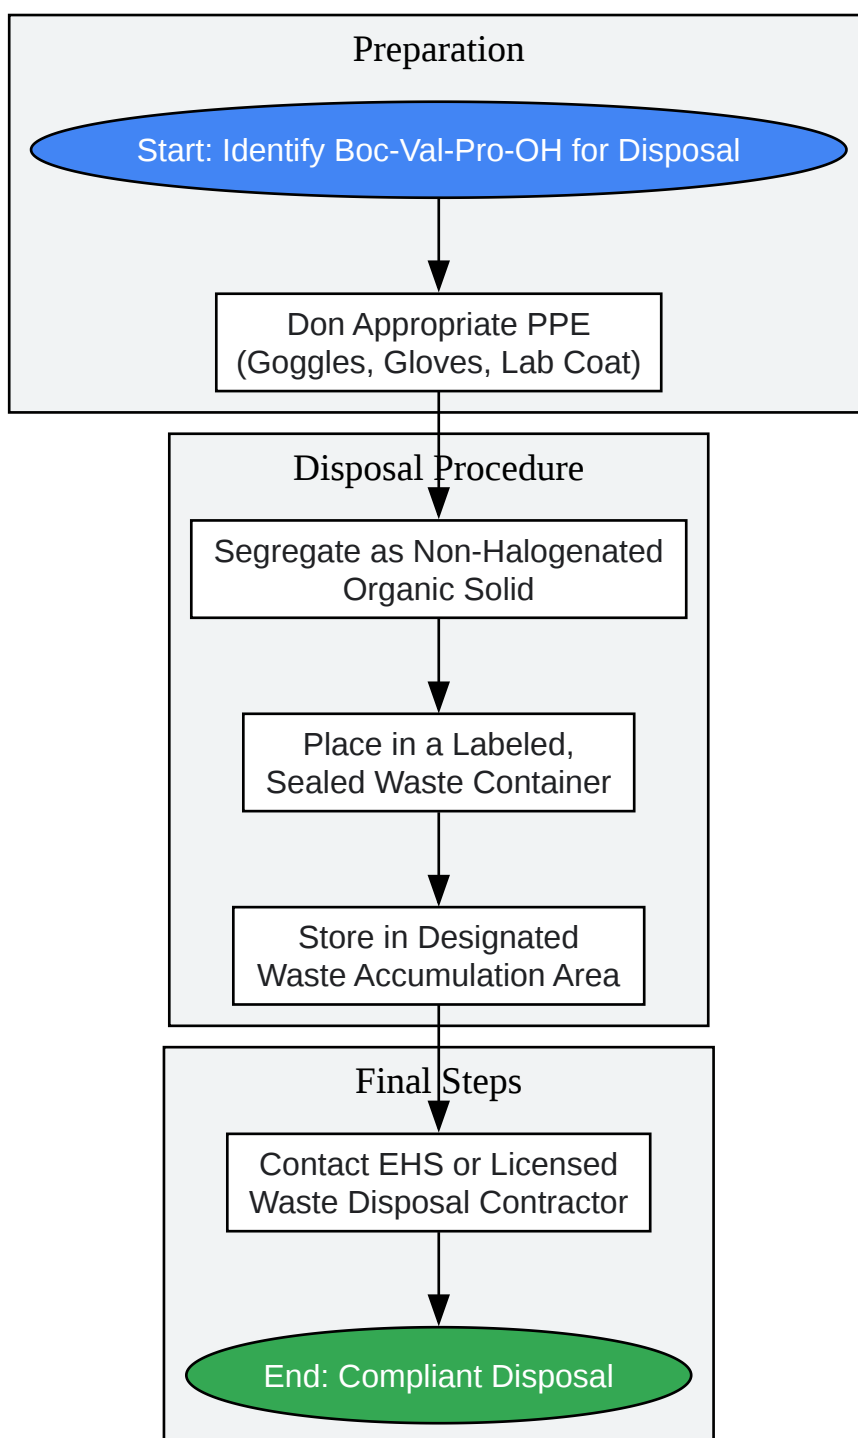 Preparation
Start: Identify Boc-Val-Pro-OH for Disposal
Don Appropriate PPE
(Goggles, Gloves, Lab Coat)
Disposal Procedure
Segregate as Non-Halogenated
Organic Solid
Place in a Labeled,
Sealed Waste Container
Store in Designated
Waste Accumulation Area
Final Steps
Contact EHS or Licensed
Waste Disposal Contractor
End: Compliant Disposal